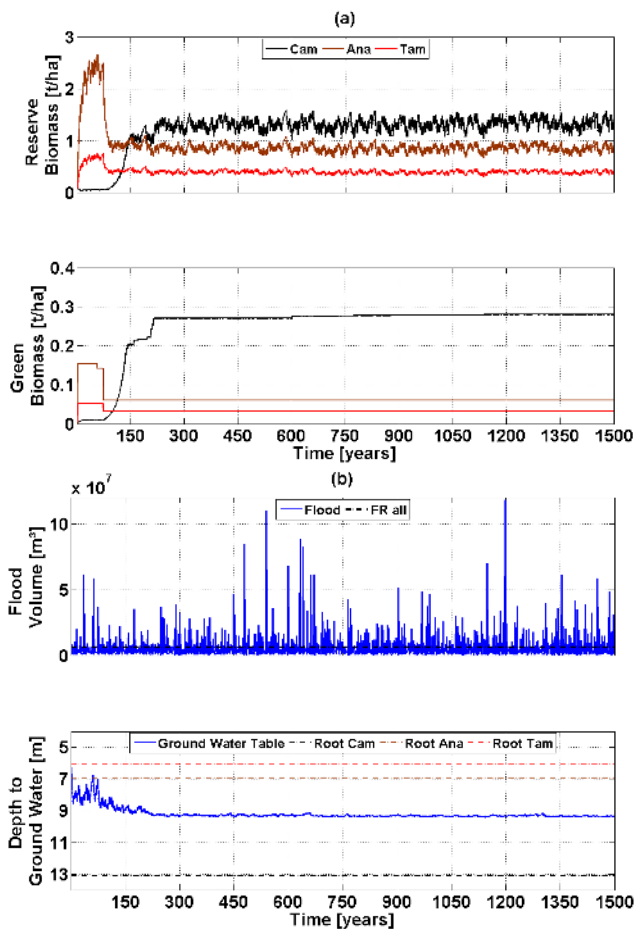 (a)
Cam Ana Tam
Reserve
Biomass [t/ha]
3
2
1
0
Green
Biomass [t/ha]
0.4
0.3
0.2
0.1
0
150 300 450 600 750 900 1050 1200 1350 1500
Time [years]
(b)
x 10⁷
Flood FR all
Flood
Volume [m³]
10
5
0
Ground Water Table Root Cam Root Ana Root Tam
Depth to
Ground Water [m]
5
7
9
11
13
150 300 450 600 750 900 1050 1200 1350 1500
Time [years]